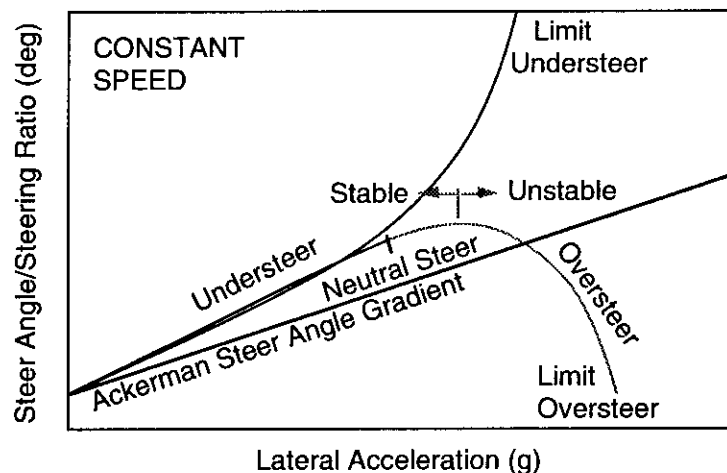 CONSTANT
SPEED
Limit
Understeer
Stable
Unstable
Understeer
Neutral Steer
Ackerman Steer Angle Gradient
Oversteer
Limit
Oversteer
Steer Angle/Steering Ratio (deg)
Lateral Acceleration (g)